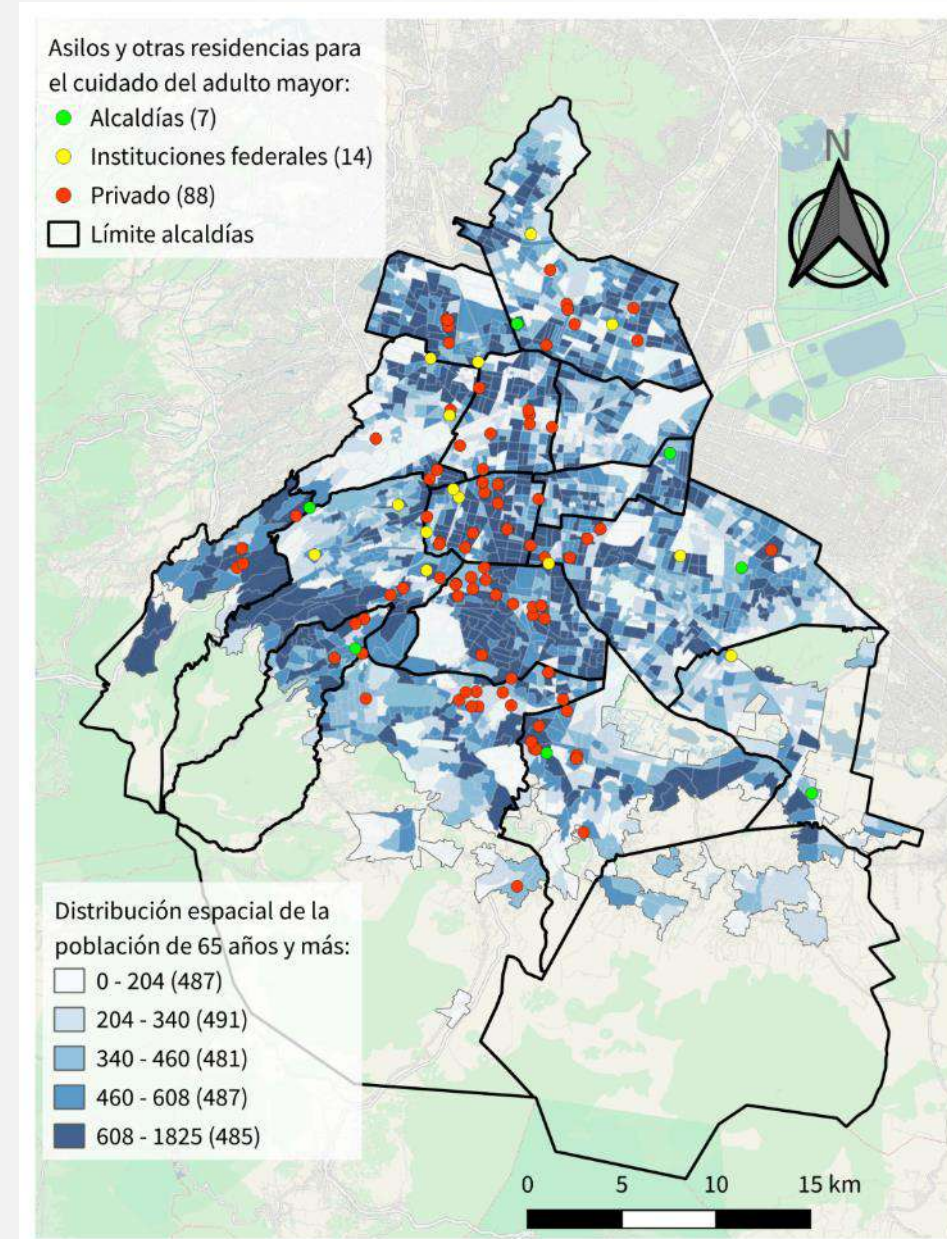 Asilos y otras residencias para
el cuidado del adulto mayor:
Alcaldías (7)
Instituciones federales (14)
Privado (88)
Límite alcaldías
N
Distribución espacial de la
población de 65 años y más:
0 - 204 (487)
204 - 340 (491)
340 - 460 (481)
460 - 608 (487)
608 - 1825 (485)
0 5 10 15 km